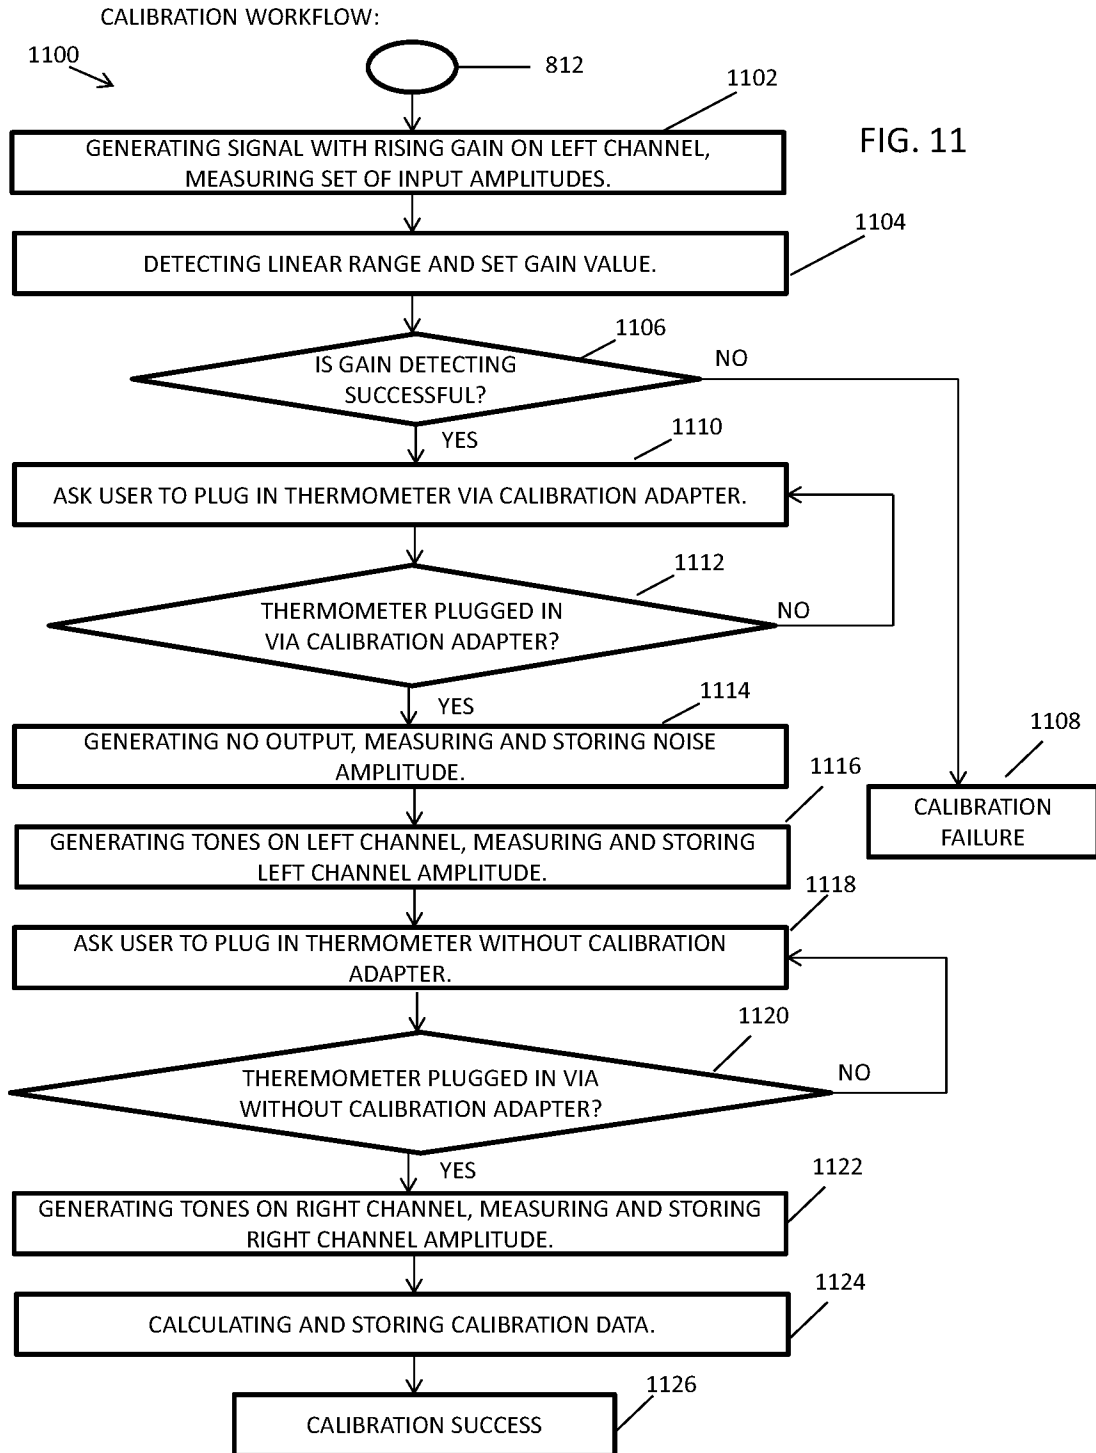 CALIBRATION WORKFLOW:
1100
812
1102
FIG. 11
GENERATING SIGNAL WITH RISING GAIN ON LEFT CHANNEL,
MEASURING SET OF INPUT AMPLITUDES.
1104
DETECTING LINEAR RANGE AND SET GAIN VALUE.
1106
IS GAIN DETECTING
SUCCESSFUL?
NO
YES
1110
ASK USER TO PLUG IN THERMOMETER VIA CALIBRATION ADAPTER.
1112
THERMOMETER PLUGGED IN
VIA CALIBRATION ADAPTER?
NO
YES
1114
GENERATING NO OUTPUT, MEASURING AND STORING NOISE
AMPLITUDE.
1108
CALIBRATION
FAILURE
1116
GENERATING TONES ON LEFT CHANNEL, MEASURING AND STORING
LEFT CHANNEL AMPLITUDE.
1118
ASK USER TO PLUG IN THERMOMETER WITHOUT CALIBRATION
ADAPTER.
1120
THEREMOMETER PLUGGED IN VIA
WITHOUT CALIBRATION ADAPTER?
NO
YES
1122
GENERATING TONES ON RIGHT CHANNEL, MEASURING AND STORING
RIGHT CHANNEL AMPLITUDE.
1124
CALCULATING AND STORING CALIBRATION DATA.
1126
CALIBRATION SUCCESS